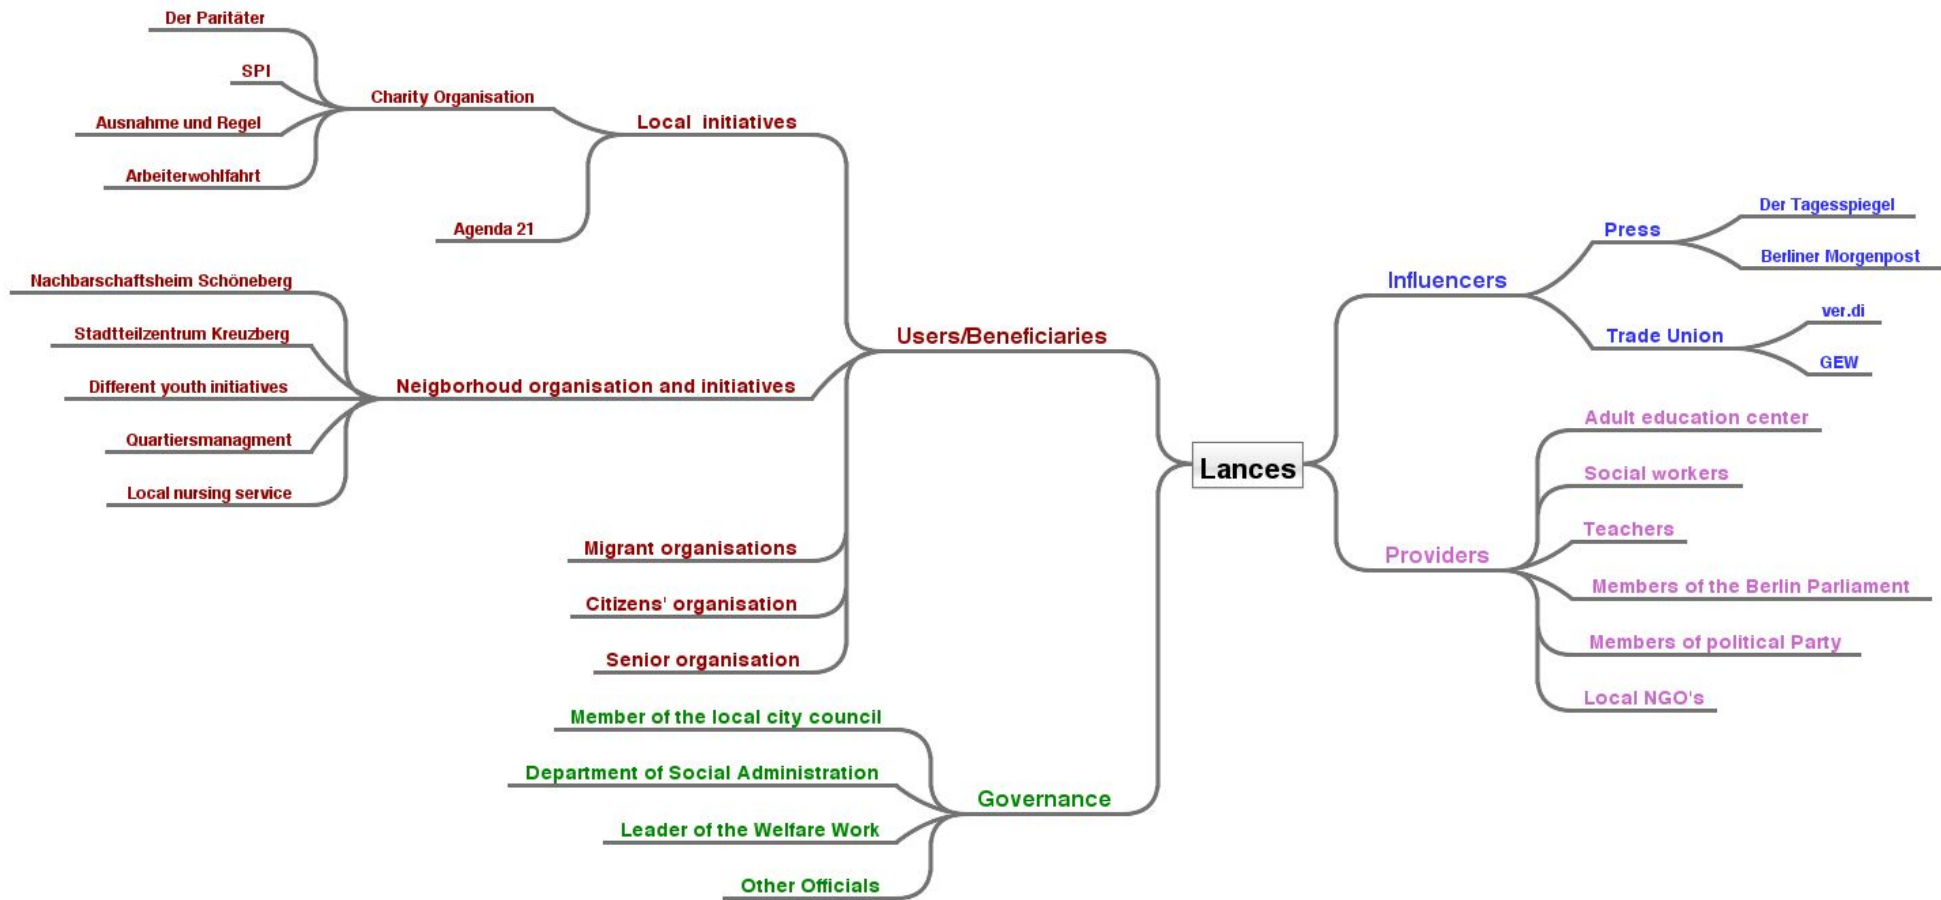 Lances
Users/Beneficiaries
Local initiatives
Charity Organisation
Der Paritäter
SPI
Ausnahme und Regel
Arbeiterwohlfahrt
Agenda 21
Neigborhoud organisation and initiatives
Nachbarschaftsheim Schöneberg
Stadtteilzentrum Kreuzberg
Different youth initiatives
Quartiersmanagment
Local nursing service
Migrant organisations
Citizens' organisation
Senior organisation
Governance
Member of the local city council
Department of Social Administration
Leader of the Welfare Work
Other Officials
Influencers
Press
Der Tagesspiegel
Berliner Morgenpost
Trade Union
ver.di
GEW
Providers
Adult education center
Social workers
Teachers
Members of the Berlin Parliament
Members of political Party
Local NGO's